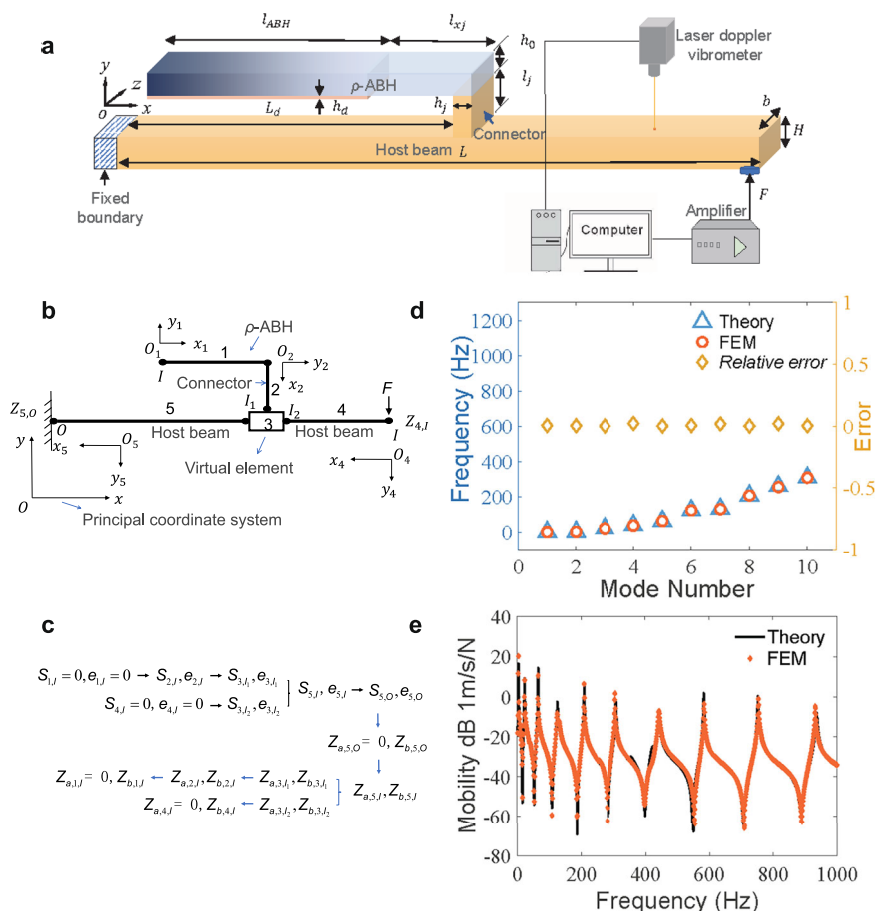 a
l_ABH
l_xj
h_0
Laser doppler
vibrometer
y
z
ρ-ABH
l_j
o
x
L_d
h_d
h_j
b
Connector
H
Host beam
L
Fixed
boundary
F
Amplifier
Computer
b
y_1
x_1
ρ-ABH
O_1
1
O_2
y_2
I
Connector
2
x_2
F
Z_5,O
I_1
I_2
5
3
4
Z_4,I
O
Host beam
Host beam
I
x_5
O_5
Virtual element
x_4
O_4
y
y_5
y_4
O
x
Principal coordinate system
c
S_1,I = 0, e_1,I = 0 → S_2,I, e_2,I → S_3,I_1, e_3,I_1
S_5,I, e_5,I → S_5,O, e_5,O
S_4,I = 0, e_4,I = 0 → S_3,I_2, e_3,I_2
Z_a,5,O = 0, Z_b,5,O
Z_a,1,I = 0, Z_b,1,I ← Z_a,2,I, Z_b,2,I ← Z_a,3,I_1, Z_b,3,I_1
Z_a,5,I, Z_b,5,I
Z_a,4,I = 0, Z_b,4,I ← Z_a,3,I_2, Z_b,3,I_2
d
Frequency (Hz)
1200
1000
800
600
400
200
0
Theory
FEM
Relative error
1
0.5
0
-0.5
-1
Error
0 2 4 6 8 10
Mode Number
e
Mobility dB 1m/s/N
40
20
0
-20
-40
-60
-80
Theory
FEM
0 200 400 600 800 1000
Frequency (Hz)